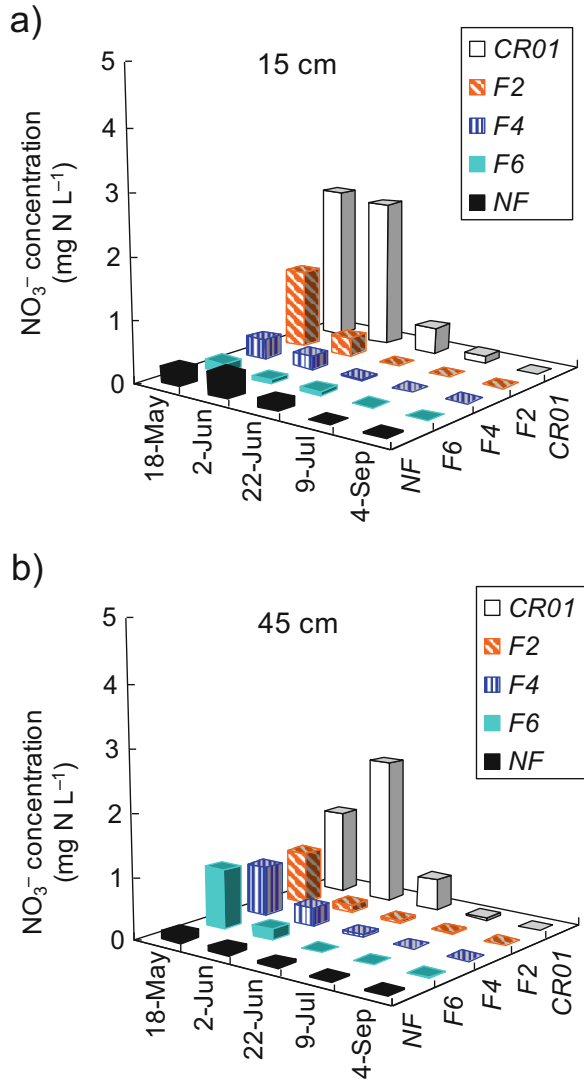 a)
15 cm
5
4
3
2
1
0
NO₃⁻ concentration
(mg N L⁻¹)
CR01
F2
F4
F6
NF
18-May
2-Jun
22-Jun
9-Jul
4-Sep
NF
F6
F4
F2
CR01
b)
45 cm
5
4
3
2
1
0
NO₃⁻ concentration
(mg N L⁻¹)
CR01
F2
F4
F6
NF
18-May
2-Jun
22-Jun
9-Jul
4-Sep
NF
F6
F4
F2
CR01